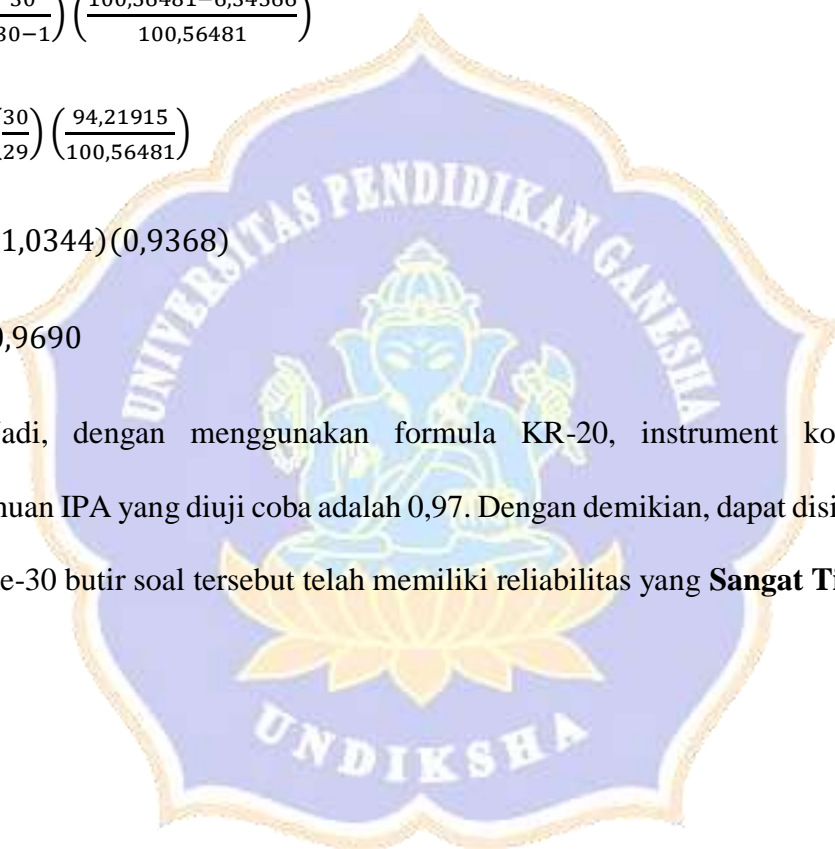 30 100,56481−6,34566
30−1) ( 100,56481 )
(30 94,21915
29) (100,56481)
1,0344)(0,9368)
0,9690
adi, dengan menggunakan formula KR-20, instrument ko
nuan IPA yang diuji coba adalah 0,97. Dengan demikian, dapat disi
e-30 butir soal tersebut telah memiliki reliabilitas yang Sangat Ti
UNIVERSITAS PENDIDIKAN GANESHA
UNDIKSHA